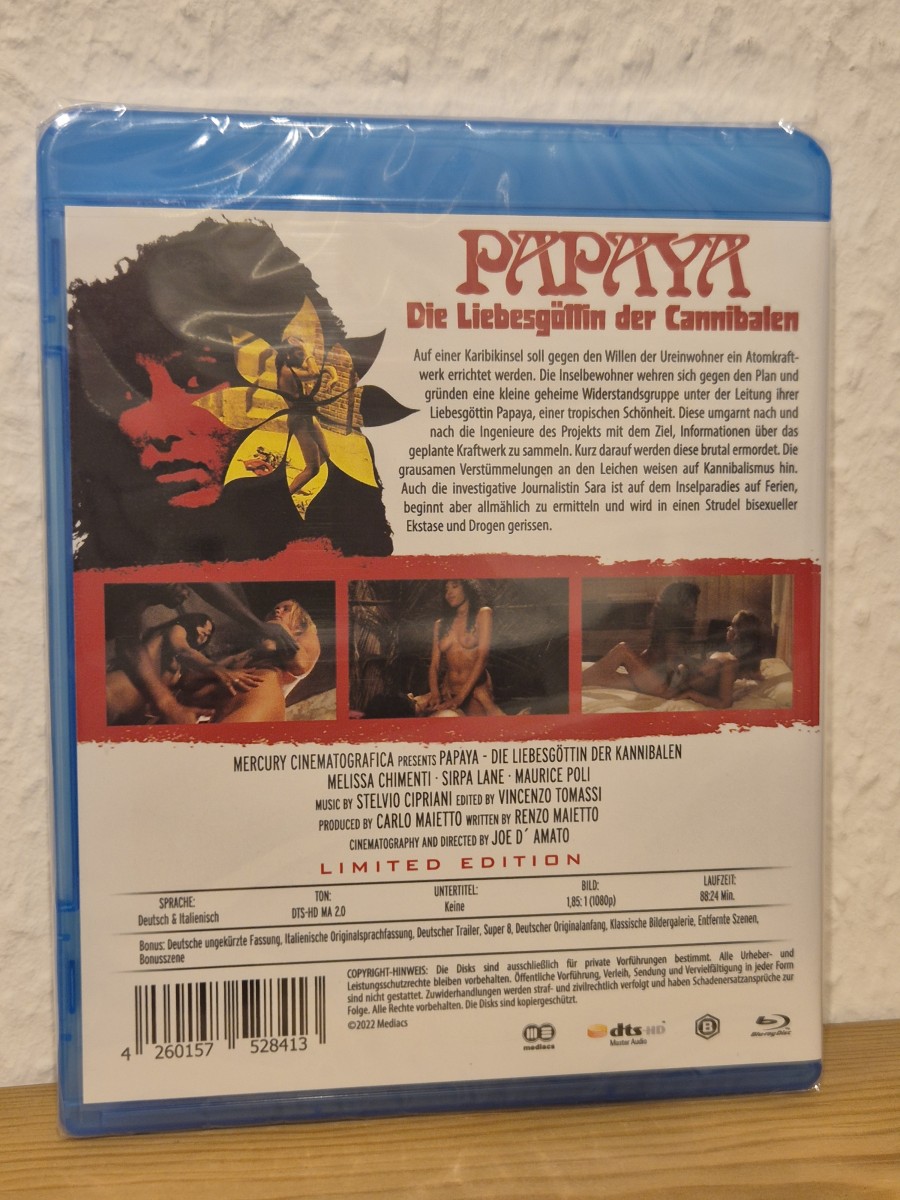 PAPAYA
Die Liebesgöttin der Cannibalen
Auf einer Karibikinsel soll gegen den Willen der Ureinwohner ein Atomkraft-
werk errichtet werden. Die Inselbewohner wehren sich gegen den Plan und
gründen eine kleine geheime Widerstandsgruppe unter der Leitung ihrer
Liebesgöttin Papaya, einer tropischen Schönheit. Diese umgarnt nach und
nach die Ingenieure des Projekts mit dem Ziel, Informationen über das
geplante Kraftwerk zu sammeln. Kurz darauf werden diese brutal ermordet. Die
grausamen Verstümmelungen an den Leichen weisen auf Kannibalismus hin.
Auch die investigative Journalistin Sara ist auf dem Inselparadies auf Ferien,
beginnt aber allmählich zu ermitteln und wird in einen Strudel bisexueller
Ekstase und Drogen gerissen.
MERCURY CINEMATOGRAFICA PRESENTS PAPAYA - DIE LIEBESGÖTTIN DER KANNIBALEN
MELISSA CHIMENTI · SIRPA LANE · MAURICE POLI
MUSIC BY STELVIO CIPRIANI EDITED BY VINCENZO TOMASSI
PRODUCED BY CARLO MAIETTO WRITTEN BY RENZO MAIETTO
CINEMATOGRAPHY AND DIRECTED BY JOE D´ AMATO
LIMITED EDITION
SPRACHE: TON: UNTERTITEL: BILD: LAUFZEIT:
Deutsch & Italienisch DTS-HD MA 2.0 Keine 1,85: 1 (1080p) 88:24 Min.
Bonus: Deutsche ungekürzte Fassung, Italienische Originalsprachfassung, Deutscher Trailer, Super 8, Deutscher Originalanfang, Klassische Bildergalerie, Entfernte Szenen,
Bonusszene
COPYRIGHT-HINWEIS: Die Disks sind ausschließlich für private Vorführungen bestimmt. Alle Urheber- und
Leistungsschutzrechte bleiben vorbehalten. Öffentliche Vorführung, Verleih, Sendung und Vervielfältigung in jeder Form
sind nicht gestattet. Zuwiderhandlungen werden straf- und zivilrechtlich verfolgt und haben Schadenersatzansprüche zur
Folge. Alle Rechte vorbehalten. Die Disks sind kopiergeschützt.
©2022 Mediacs
4 260157 528413
mediacs
dts-HD
Master Audio
B
Blu-ray Disc